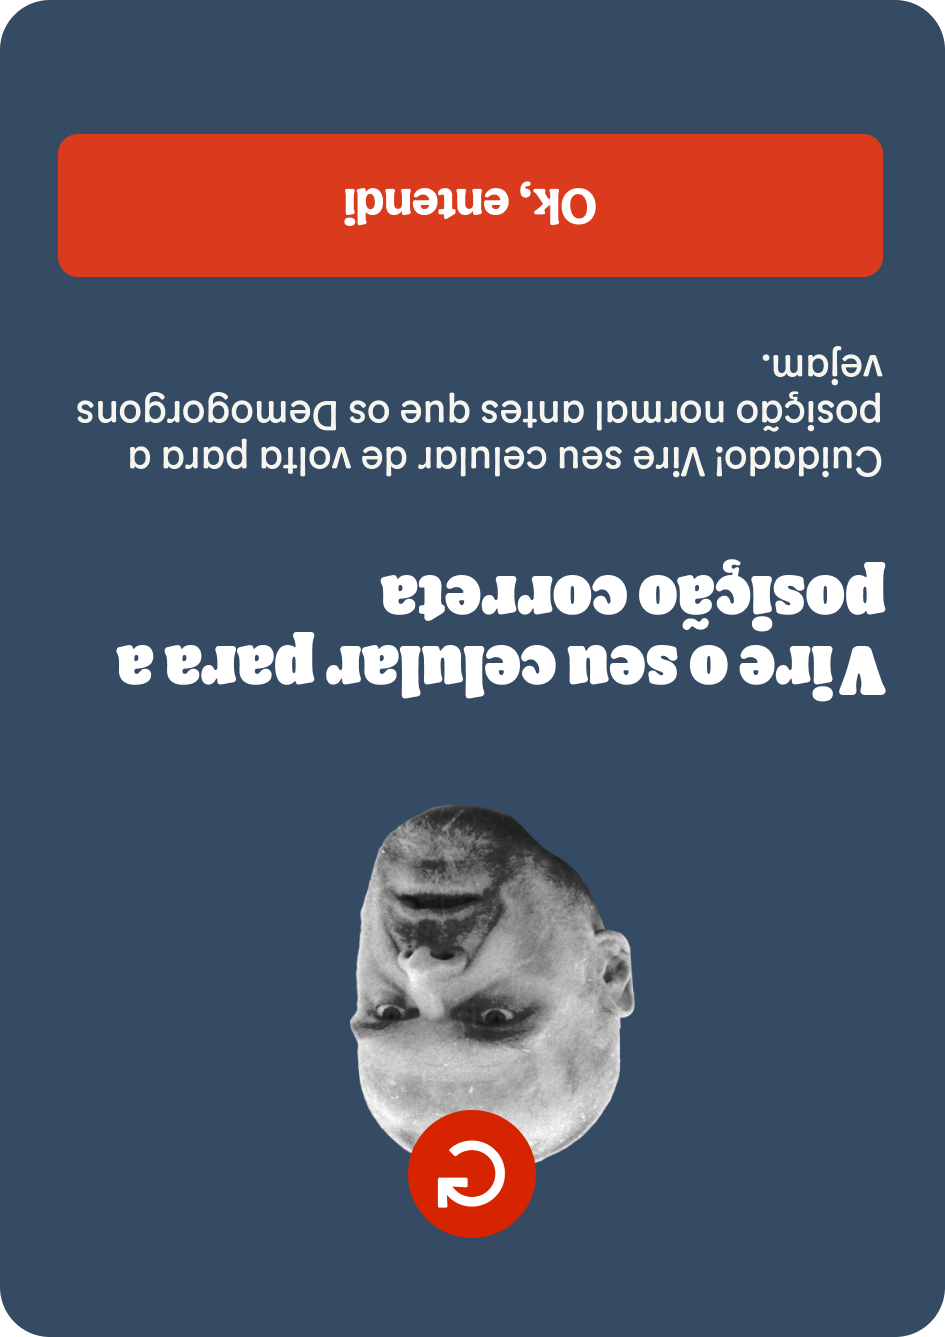 Vire o seu celular para a
posição correta
Cuidado! Vire seu celular de volta para a
posição normal antes que os Demogorgons
vejam.
Ok, entendi